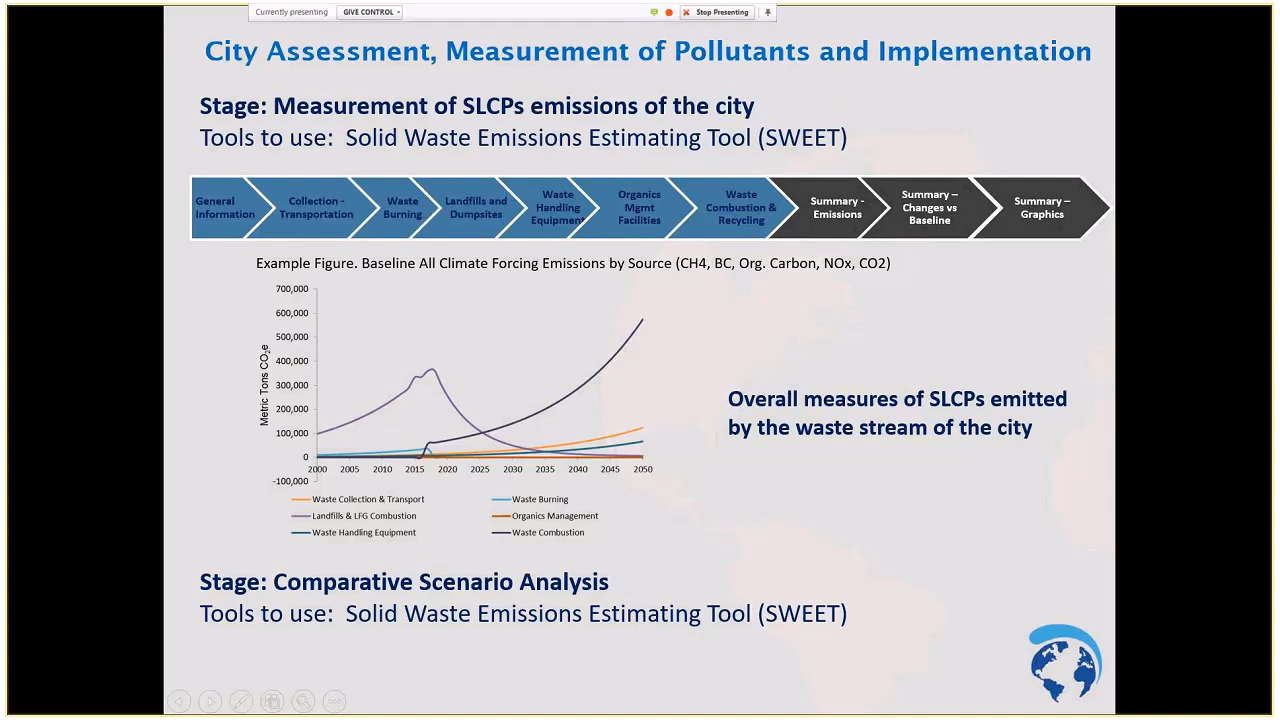 Currently presenting GIVE CONTROL Stop Presenting
City Assessment, Measurement of Pollutants and Implementation
Stage: Measurement of SLCPs emissions of the city
Tools to use: Solid Waste Emissions Estimating Tool (SWEET)
General
Information
Collection -
Transportation
Waste
Burning
Landfills and
Dumpsites
Waste
Handling
Equipment
Organics
Mgmt
Facilities
Waste
Combustion &
Recycling
Summary -
Emissions
Summary –
Changes vs
Baseline
Summary –
Graphics
Example Figure. Baseline All Climate Forcing Emissions by Source (CH4, BC, Org. Carbon, NOx, CO2)
Metric Tons CO2e
700,000
600,000
500,000
400,000
300,000
200,000
100,000
0
-100,000
2000 2005 2010 2015 2020 2025 2030 2035 2040 2045 2050
Waste Collection & Transport
Waste Burning
Landfills & LFG Combustion
Organics Management
Waste Handling Equipment
Waste Combustion
Overall measures of SLCPs emitted
by the waste stream of the city
Stage: Comparative Scenario Analysis
Tools to use: Solid Waste Emissions Estimating Tool (SWEET)